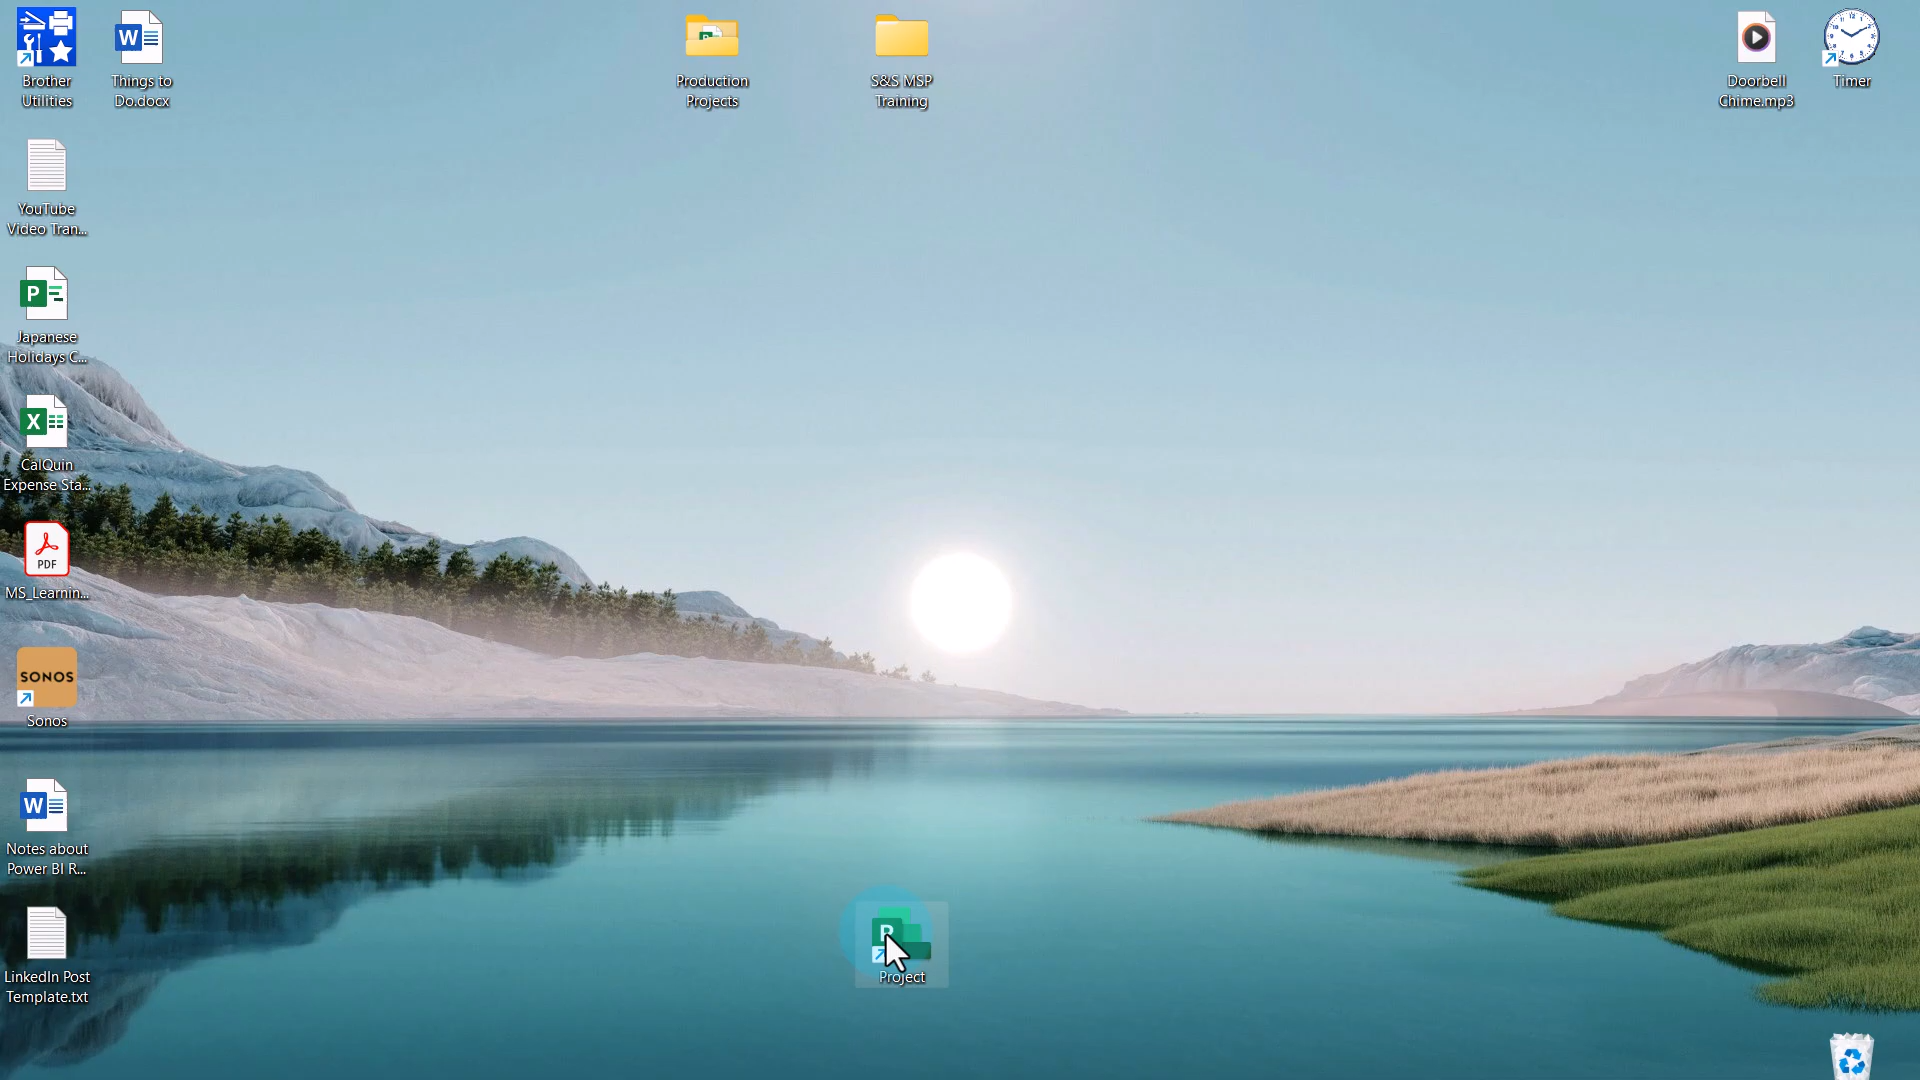 Brother
Utilities
W
Things to
Do.docx
Production
Projects
S&S MSP
Training
Doorbell
Chime.mp3
Timer
YouTube
Video Tran...
P
Japanese
Holidays C...
X
CalQuin
Expense Sta...
PDF
MS_Learnin...
SONOS
Sonos
W
Notes about
Power BI R...
LinkedIn Post
Template.txt
P
Project